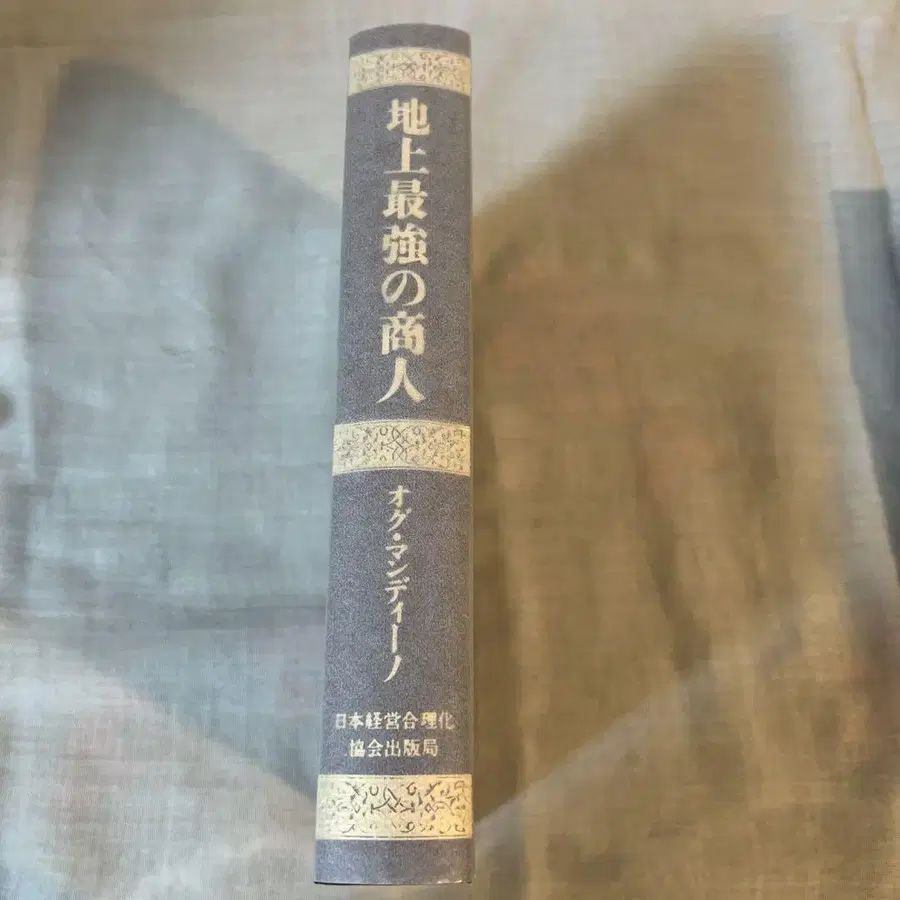 地上最強の商人
オグ・マンディーノ
日本経営合理化
協会出版局